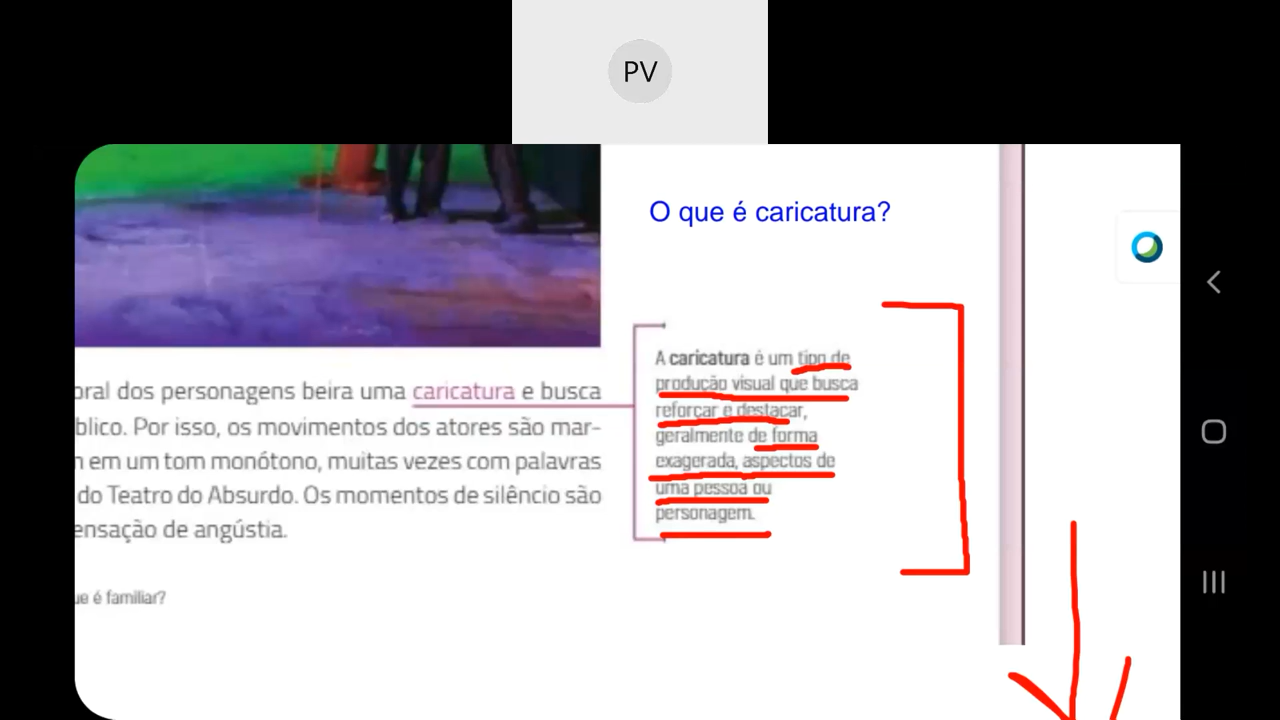 PV
O que é caricatura?
oral dos personagens beira uma caricatura e busca
blico. Por isso, os movimentos dos atores são mar-
em um tom monótono, muitas vezes com palavras
do Teatro do Absurdo. Os momentos de silêncio são
ensação de angústia.
ue é familiar?
A caricatura é um tipo de
produção visual que busca
reforçar e destacar,
geralmente de forma
exagerada, aspectos de
uma pessoa ou
personagem.